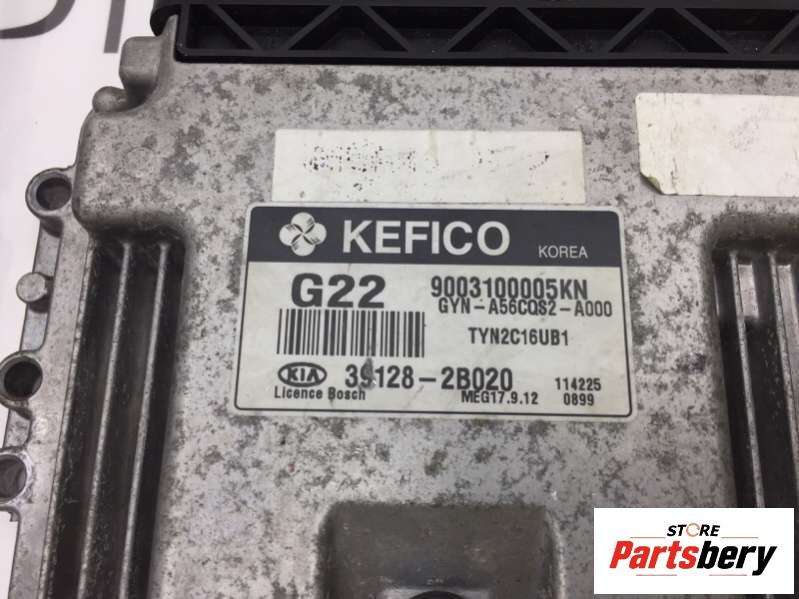 KEFICO KOREA
G22 9003100005KN
GYN-A56CQS2-A000
TYN2C16UB1
KIA 39128-2B020 114225
Licence Bosch MEG17.9.12 0899
STORE
Partsbery